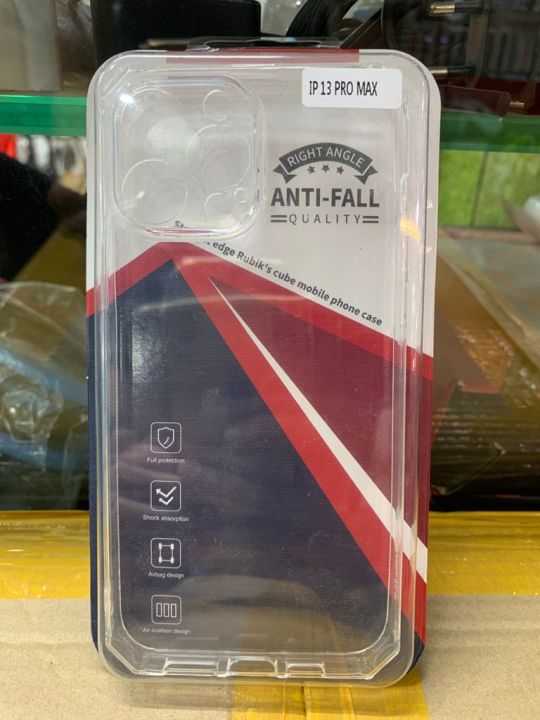 IP 13 PRO MAX
RIGHT ANGLE
ANTI-FALL
QUALITY
edge Rubik's cube mobile phone case
Full protection
Shock absorption
Airbag design
Air cushion design